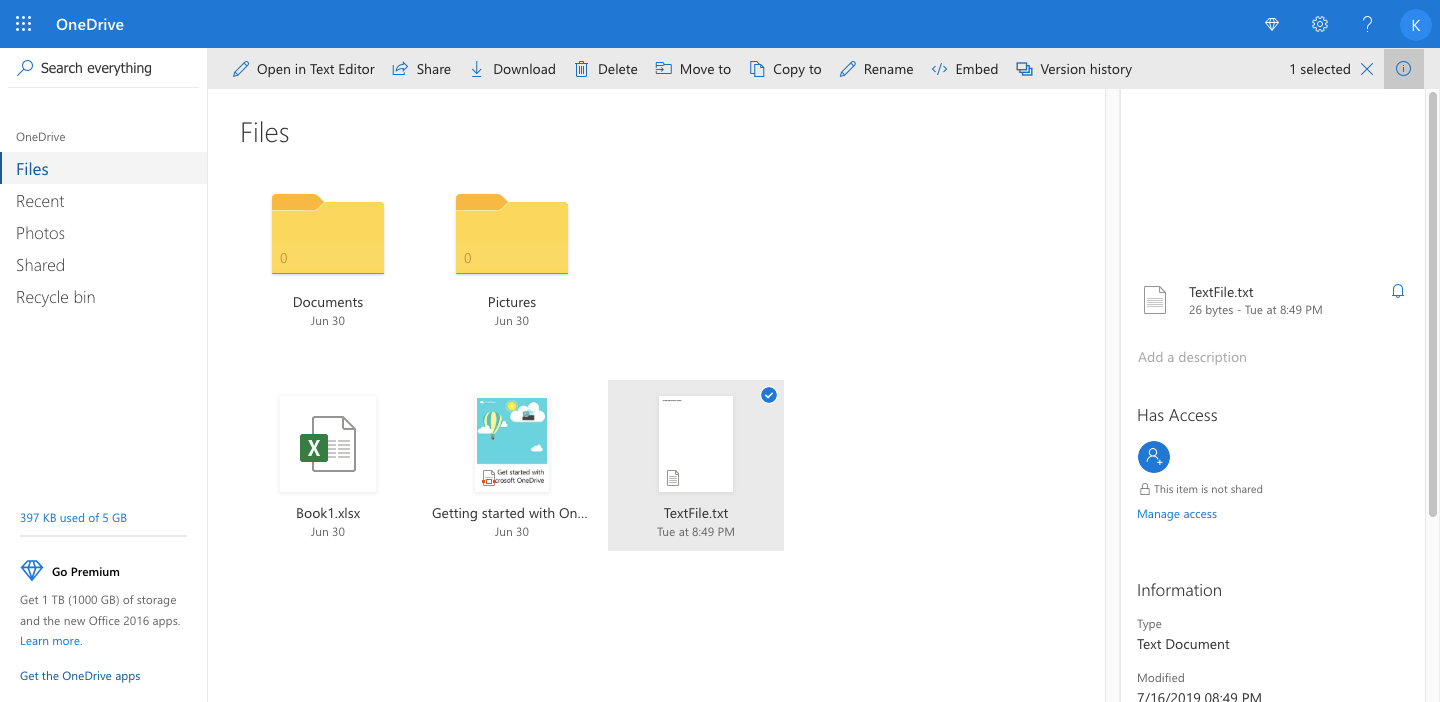 OneDrive
K
Search everything
Open in Text Editor
Share
Download
Delete
Move to
Copy to
Rename
Embed
Version history
1 selected
OneDrive
Files
Recent
Photos
Shared
Recycle bin
397 KB used of 5 GB
Go Premium
Get 1 TB (1000 GB) of storage
and the new Office 2016 apps.
Learn more.
Get the OneDrive apps
Files
0
Documents
Jun 30
0
Pictures
Jun 30
X
Book1.xlsx
Jun 30
Get started with
OneDrive
Getting started with On...
Jun 30
TextFile.txt
Tue at 8:49 PM
TextFile.txt
26 bytes - Tue at 8:49 PM
Add a description
Has Access
This item is not shared
Manage access
Information
Type
Text Document
Modified
7/16/2019 08:49 PM